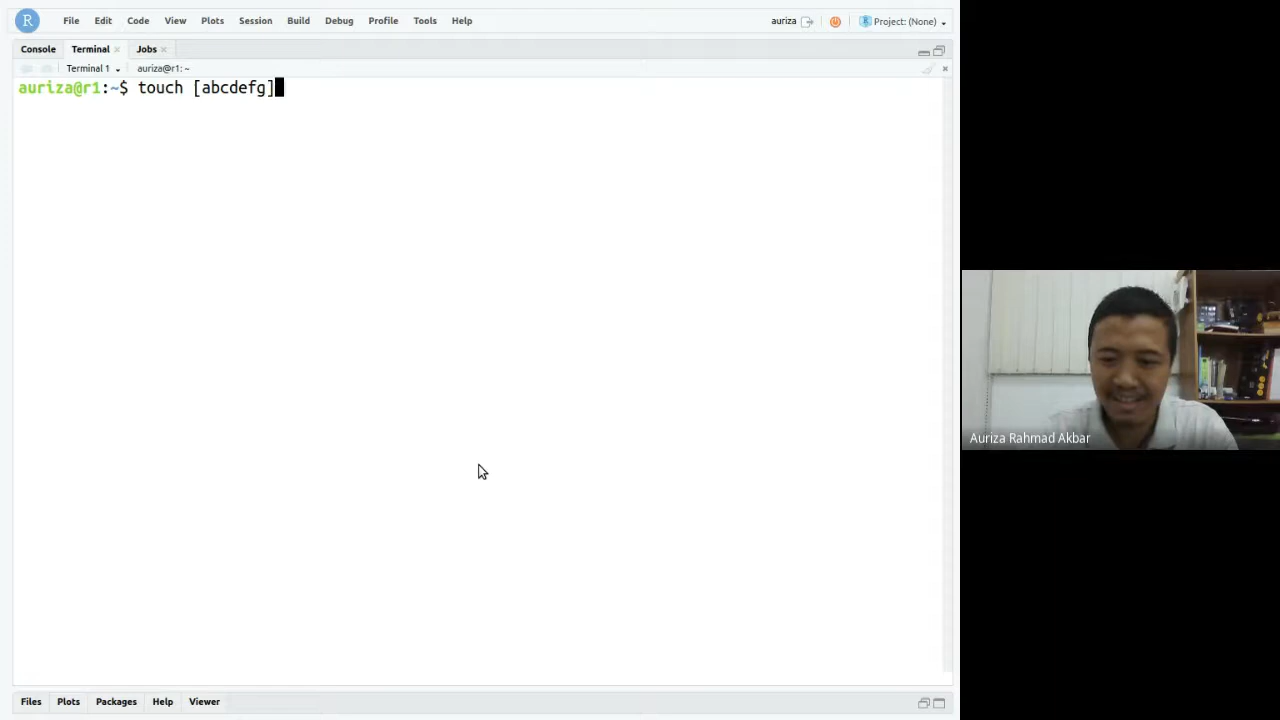 R File Edit Code View Plots Session Build Debug Profile Tools Help auriza R Project: (None)
Console Terminal Jobs
Terminal 1 auriza@r1: ~
auriza@r1:~$ touch [abcdefg]
Auriza Rahmad Akbar
Files Plots Packages Help Viewer